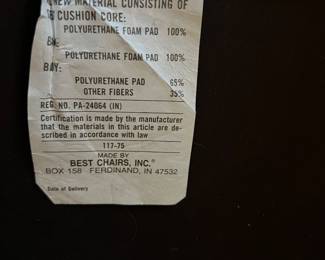 NEW MATERIAL CONSISTING OF
CUSHION CORE:
POLYURETHANE FOAM PAD 100%
POLYURETHANE FOAM PAD 100%
POLYURETHANE PAD 65%
OTHER FIBERS 35%
REG. NO. PA-24064 (IN)
Certification is made by the manufacturer
that the materials in this article are de-
scribed in accordance with law
117-75
MADE BY
BEST CHAIRS, INC.®
BOX 158 FERDINAND, IN 47532
Date of Delivery